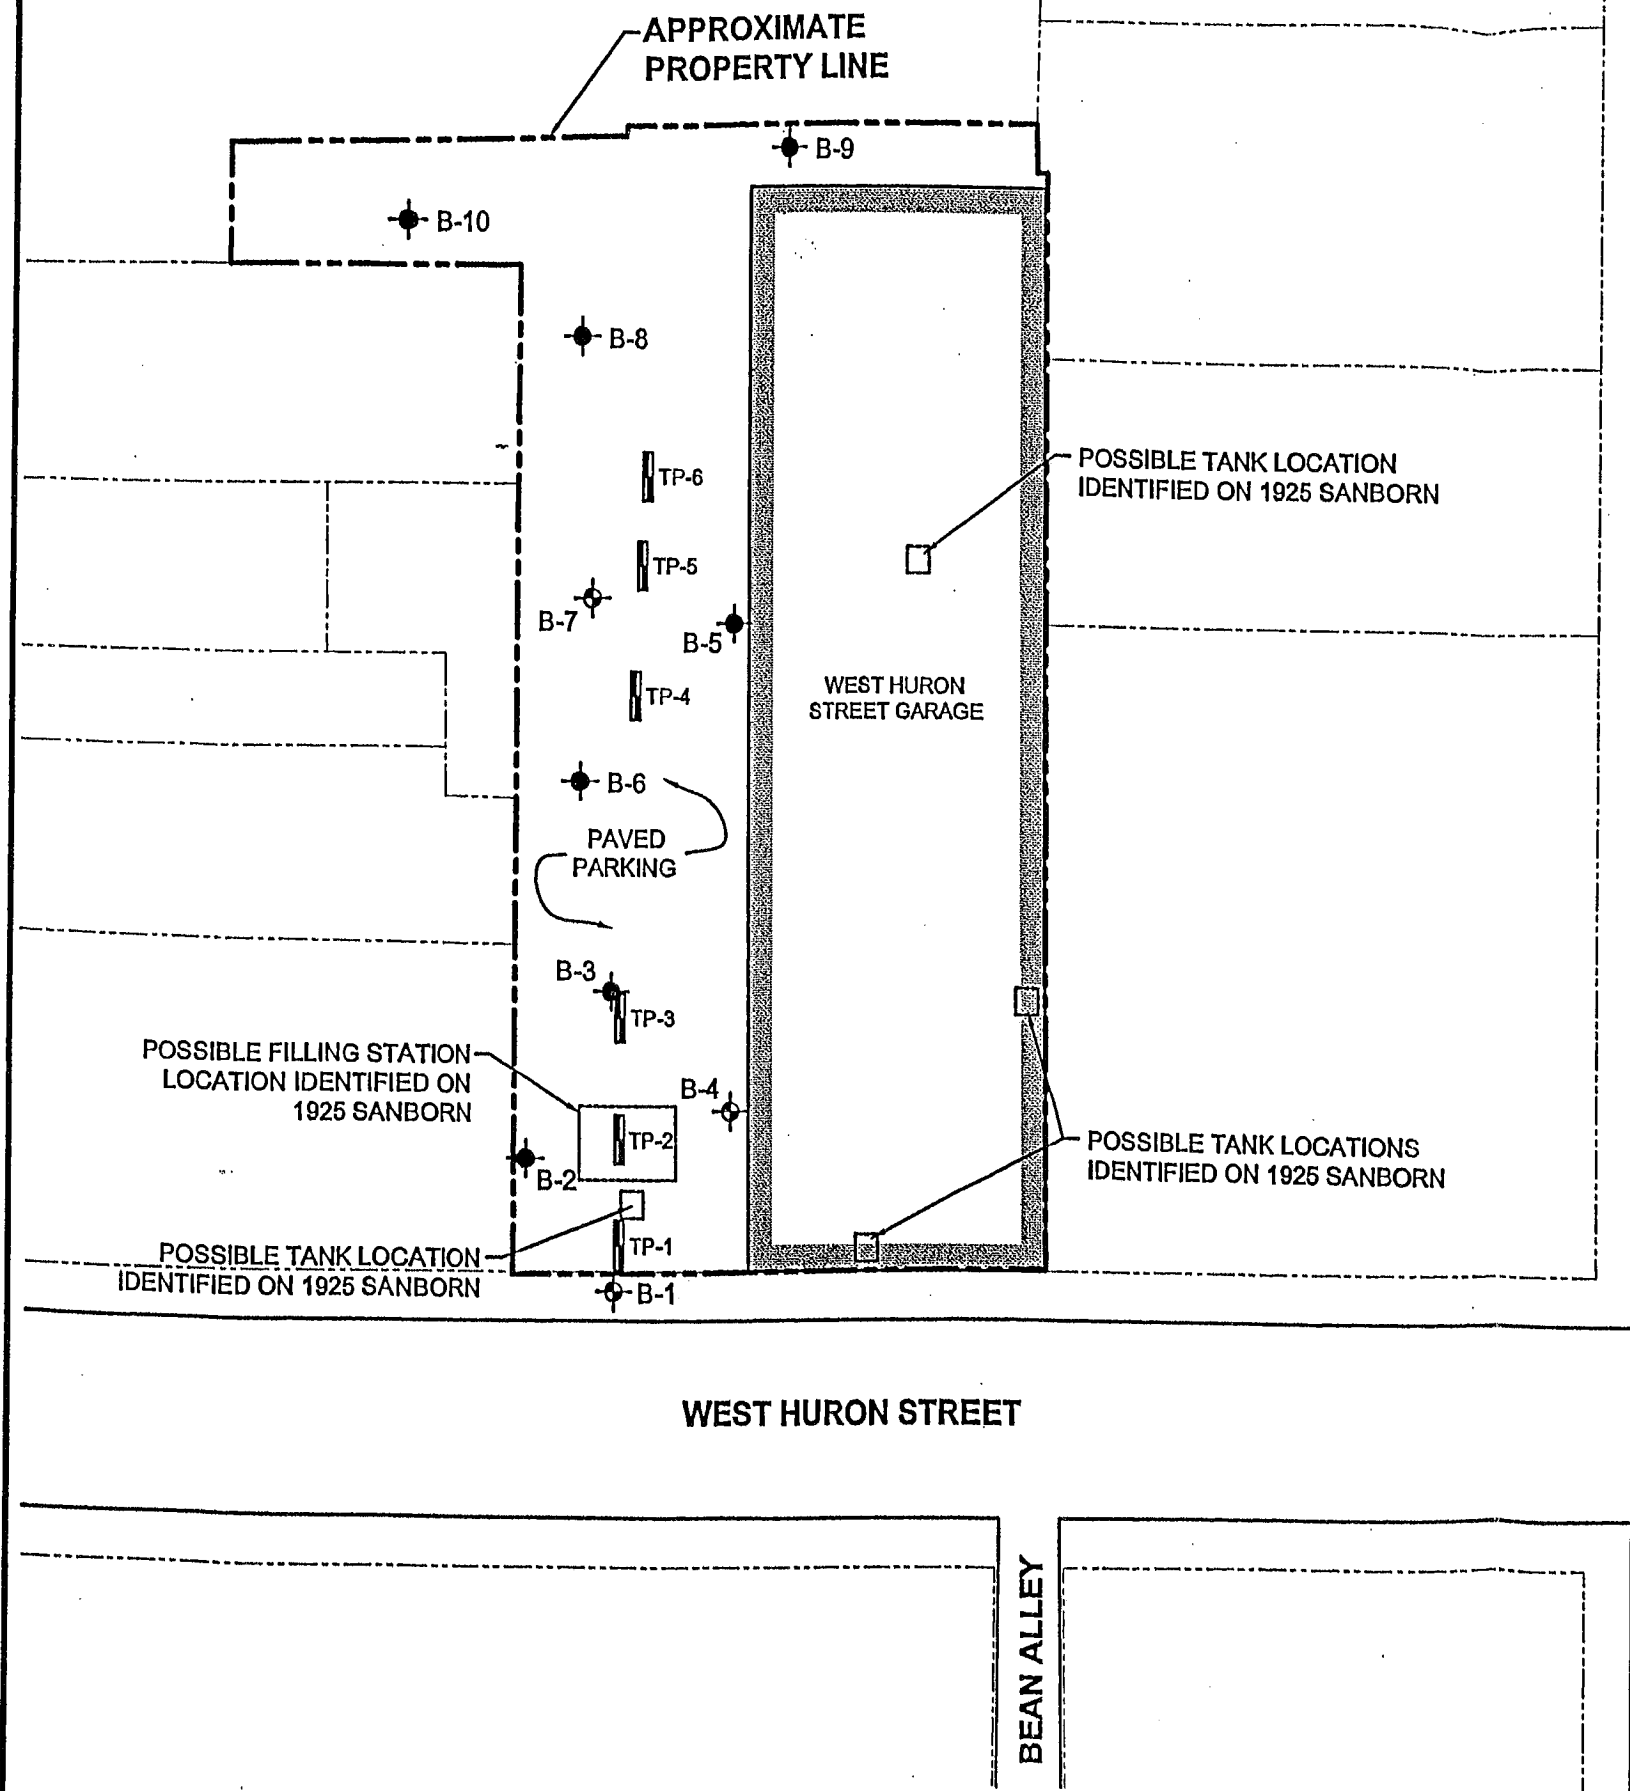 APPROXIMATE
PROPERTY LINE
B-9
B-10
B-8
POSSIBLE TANK LOCATION
IDENTIFIED ON 1925 SANBORN
TP-6
TP-5
B-7
B-5
WEST HURON
STREET GARAGE
TP-4
B-6
PAVED
PARKING
B-3
TP-3
POSSIBLE FILLING STATION
LOCATION IDENTIFIED ON
1925 SANBORN
B-4
TP-2
B-2
POSSIBLE TANK LOCATIONS
IDENTIFIED ON 1925 SANBORN
POSSIBLE TANK LOCATION
IDENTIFIED ON 1925 SANBORN
TP-1
B-1
WEST HURON STREET
BEAN ALLEY